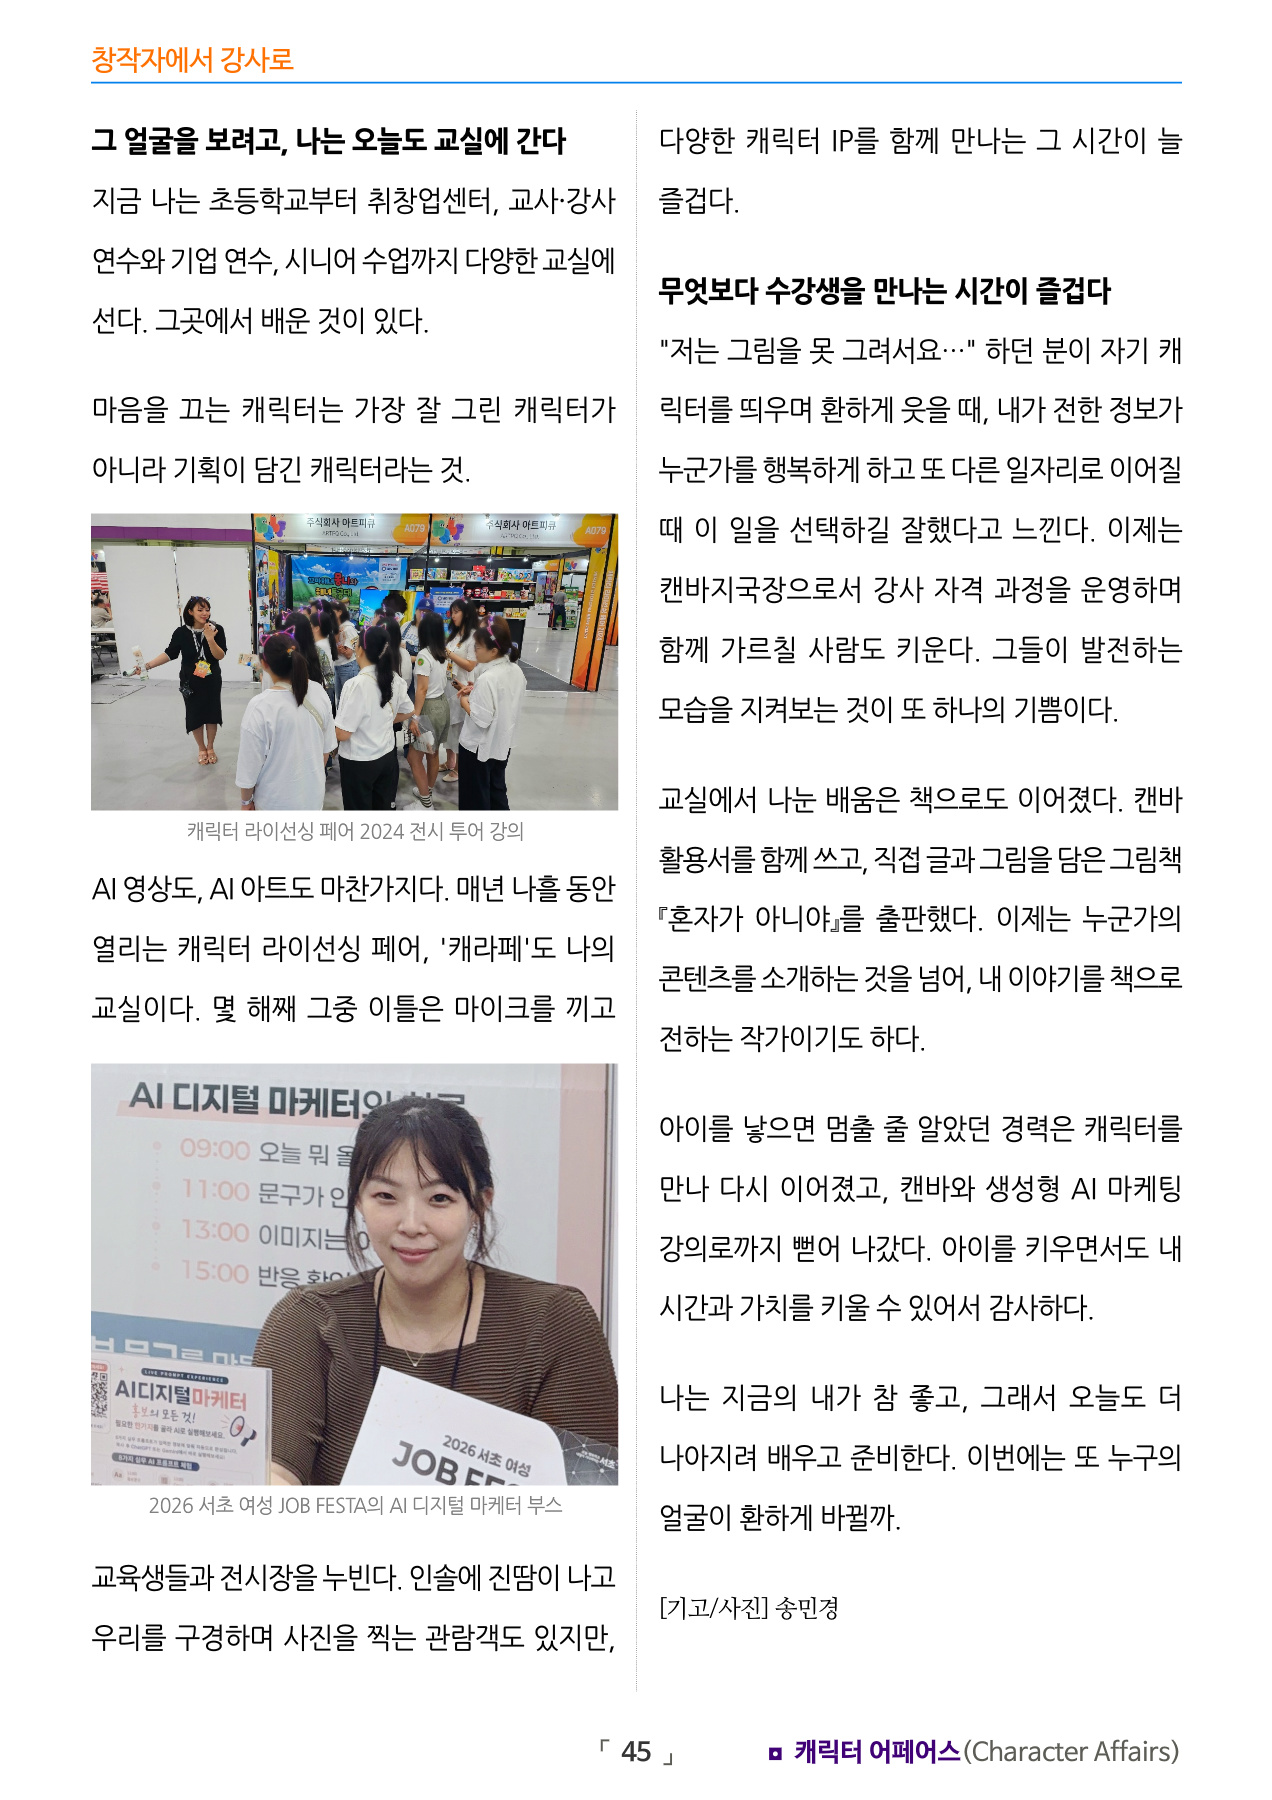 창작자에서 강사로
그 얼굴을 보려고, 나는 오늘도 교실에 간다
지금 나는 초등학교부터 취창업센터, 교사·강사
연수와 기업 연수, 시니어 수업까지 다양한 교실에
선다. 그곳에서 배운 것이 있다.
마음을 끄는 캐릭터는 가장 잘 그린 캐릭터가
아니라 기획이 담긴 캐릭터라는 것.
주식회사 아트피큐
A079
주식회사 아트피큐
A079
캐릭터 라이선싱 페어 2024 전시 투어 강의
AI 영상도, AI 아트도 마찬가지다. 매년 나흘 동안
열리는 캐릭터 라이선싱 페어, '캐라페'도 나의
교실이다. 몇 해째 그중 이틀은 마이크를 끼고
AI 디지털 마케터의
09:00 오늘 뭐 올
11:00 문구가 안
13:00 이미지는
15:00 반응 확인
LIVE PROMPT EXPERIENCE
AI디지털마케터
홍보의 모든 것!
2026 서초 여성
JOB FES
2026 서초 여성 JOB FESTA의 AI 디지털 마케터 부스
교육생들과 전시장을 누빈다. 인솔에 진땀이 나고
우리를 구경하며 사진을 찍는 관람객도 있지만,
다양한 캐릭터 IP를 함께 만나는 그 시간이 늘
즐겁다.
무엇보다 수강생을 만나는 시간이 즐겁다
"저는 그림을 못 그려서요…" 하던 분이 자기 캐
릭터를 띄우며 환하게 웃을 때, 내가 전한 정보가
누군가를 행복하게 하고 또 다른 일자리로 이어질
때 이 일을 선택하길 잘했다고 느낀다. 이제는
캔바지국장으로서 강사 자격 과정을 운영하며
함께 가르칠 사람도 키운다. 그들이 발전하는
모습을 지켜보는 것이 또 하나의 기쁨이다.
교실에서 나눈 배움은 책으로도 이어졌다. 캔바
활용서를 함께 쓰고, 직접 글과 그림을 담은 그림책
『혼자가 아니야』를 출판했다. 이제는 누군가의
콘텐츠를 소개하는 것을 넘어, 내 이야기를 책으로
전하는 작가이기도 하다.
아이를 낳으면 멈출 줄 알았던 경력은 캐릭터를
만나 다시 이어졌고, 캔바와 생성형 AI 마케팅
강의로까지 뻗어 나갔다. 아이를 키우면서도 내
시간과 가치를 키울 수 있어서 감사하다.
나는 지금의 내가 참 좋고, 그래서 오늘도 더
나아지려 배우고 준비한다. 이번에는 또 누구의
얼굴이 환하게 바뀔까.
[기고/사진] 송민경
「 45 」
캐릭터 어페어스(Character Affairs)